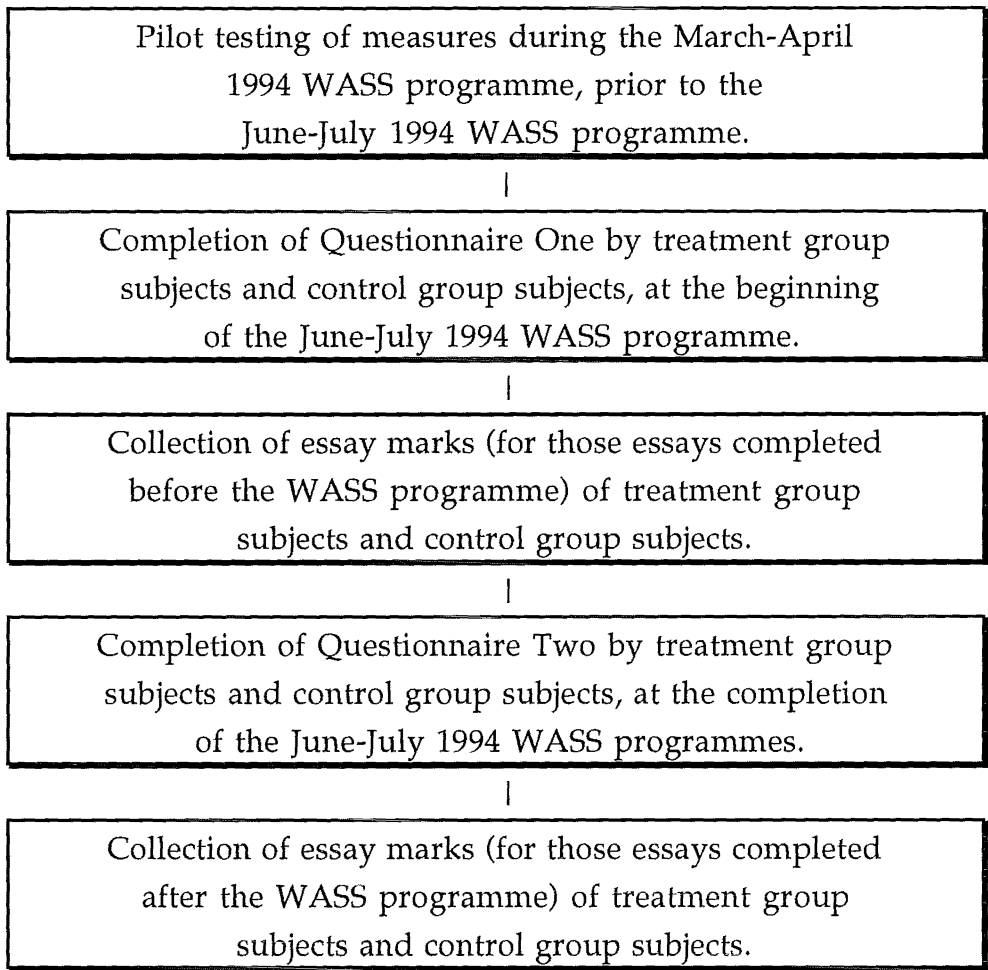 Pilot testing of measures during the March-April
1994 WASS programme, prior to the
June-July 1994 WASS programme.
Completion of Questionnaire One by treatment group
subjects and control group subjects, at the beginning
of the June-July 1994 WASS programme.
Collection of essay marks (for those essays completed
before the WASS programme) of treatment group
subjects and control group subjects.
Completion of Questionnaire Two by treatment group
subjects and control group subjects, at the completion
of the June-July 1994 WASS programmes.
Collection of essay marks (for those essays completed
after the WASS programme) of treatment group
subjects and control group subjects.